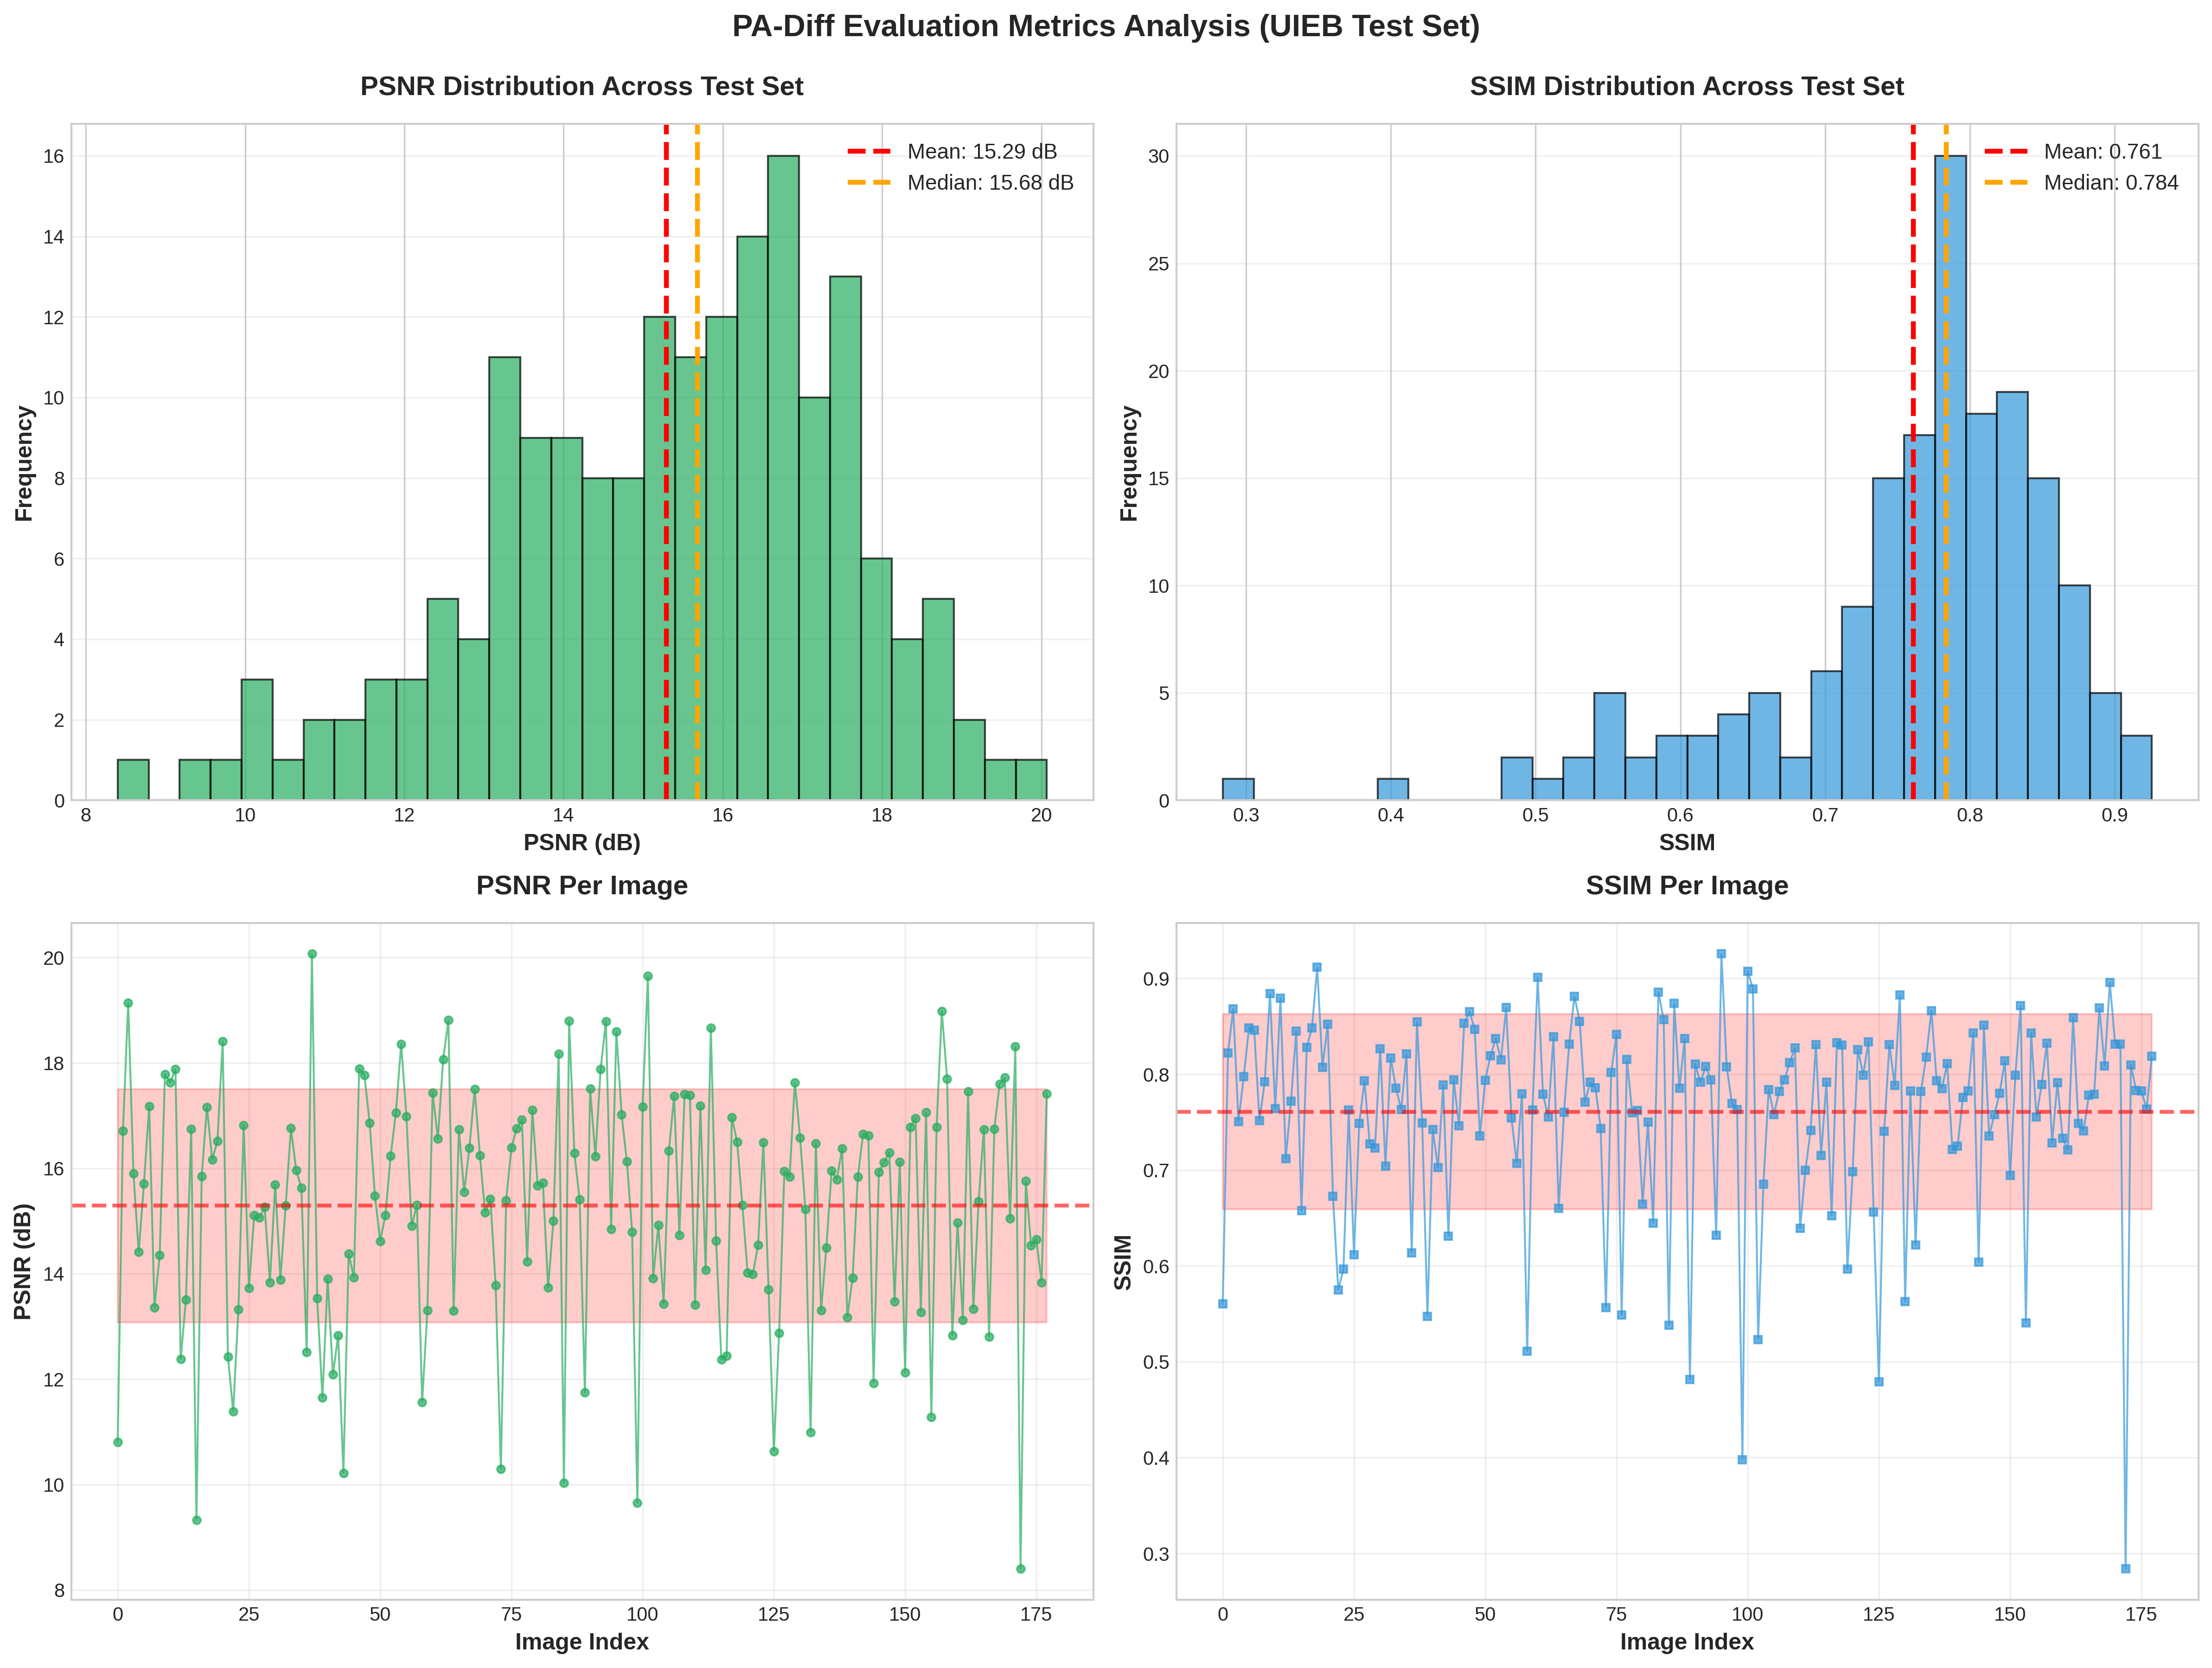 PA-Diff Evaluation Metrics Analysis (UIEB Test Set)
PSNR Distribution Across Test Set
Mean: 15.29 dB
Median: 15.68 dB
Frequency
0
2
4
6
8
10
12
14
16
8 10 12 14 16 18 20
PSNR (dB)
SSIM Distribution Across Test Set
Mean: 0.761
Median: 0.784
Frequency
0
5
10
15
20
25
30
0.3 0.4 0.5 0.6 0.7 0.8 0.9
SSIM
PSNR Per Image
PSNR (dB)
8
10
12
14
16
18
20
0 25 50 75 100 125 150 175
Image Index
SSIM Per Image
SSIM
0.3
0.4
0.5
0.6
0.7
0.8
0.9
0 25 50 75 100 125 150 175
Image Index